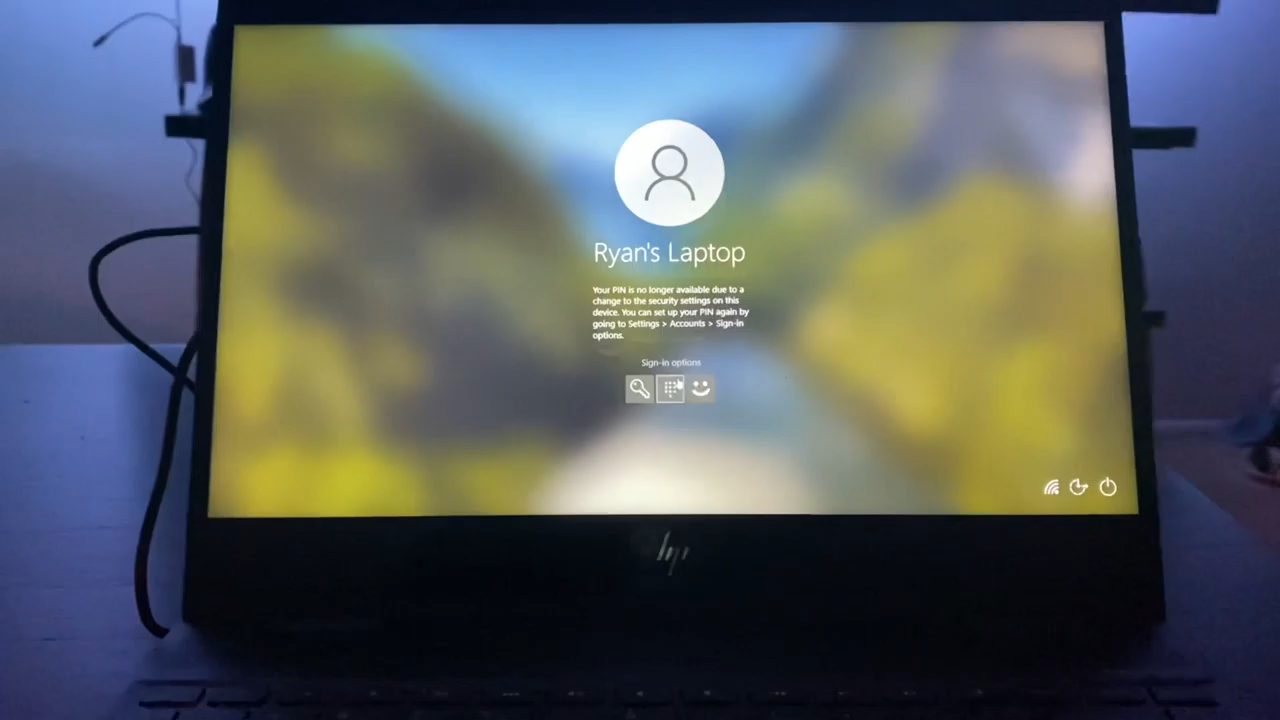 Ryan's Laptop
Your PIN is no longer available due to a
change to the security settings on this
device. You can set up your PIN again by
going to Settings > Accounts > Sign-in
options.
Sign-in options
hp